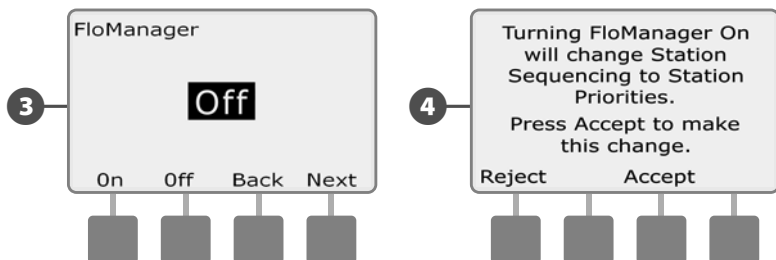 FloManager
Off
On Off Back Next
3
Turning FloManager On
will change Station
Sequencing to Station
Priorities.
Press Accept to make
this change.
Reject Accept
4